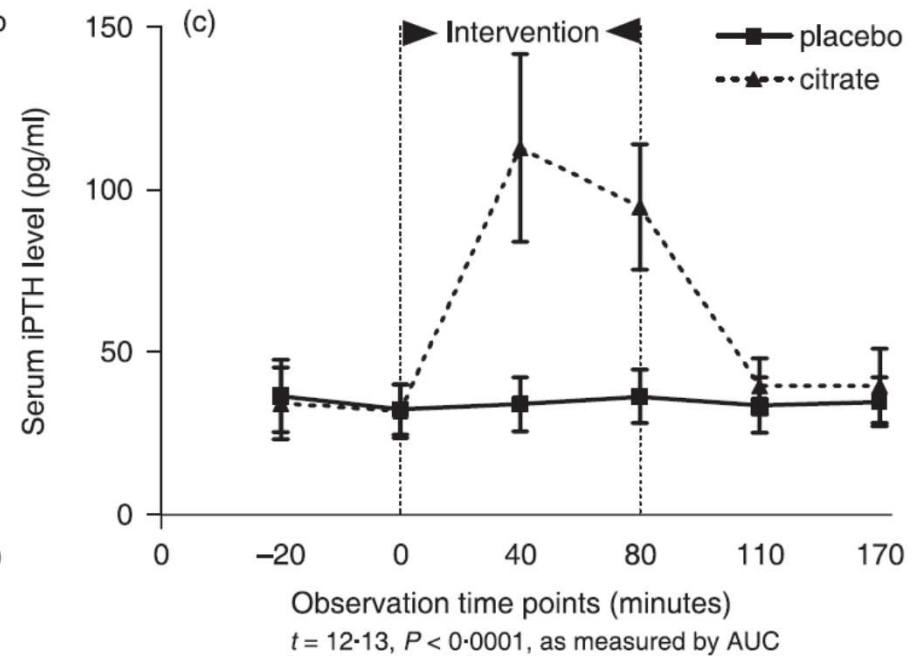 (c)
Intervention
placebo
citrate
150
100
50
0
Serum iPTH level (pg/ml)
0 –20 0 40 80 110 170
Observation time points (minutes)
t = 12·13, P < 0·0001, as measured by AUC